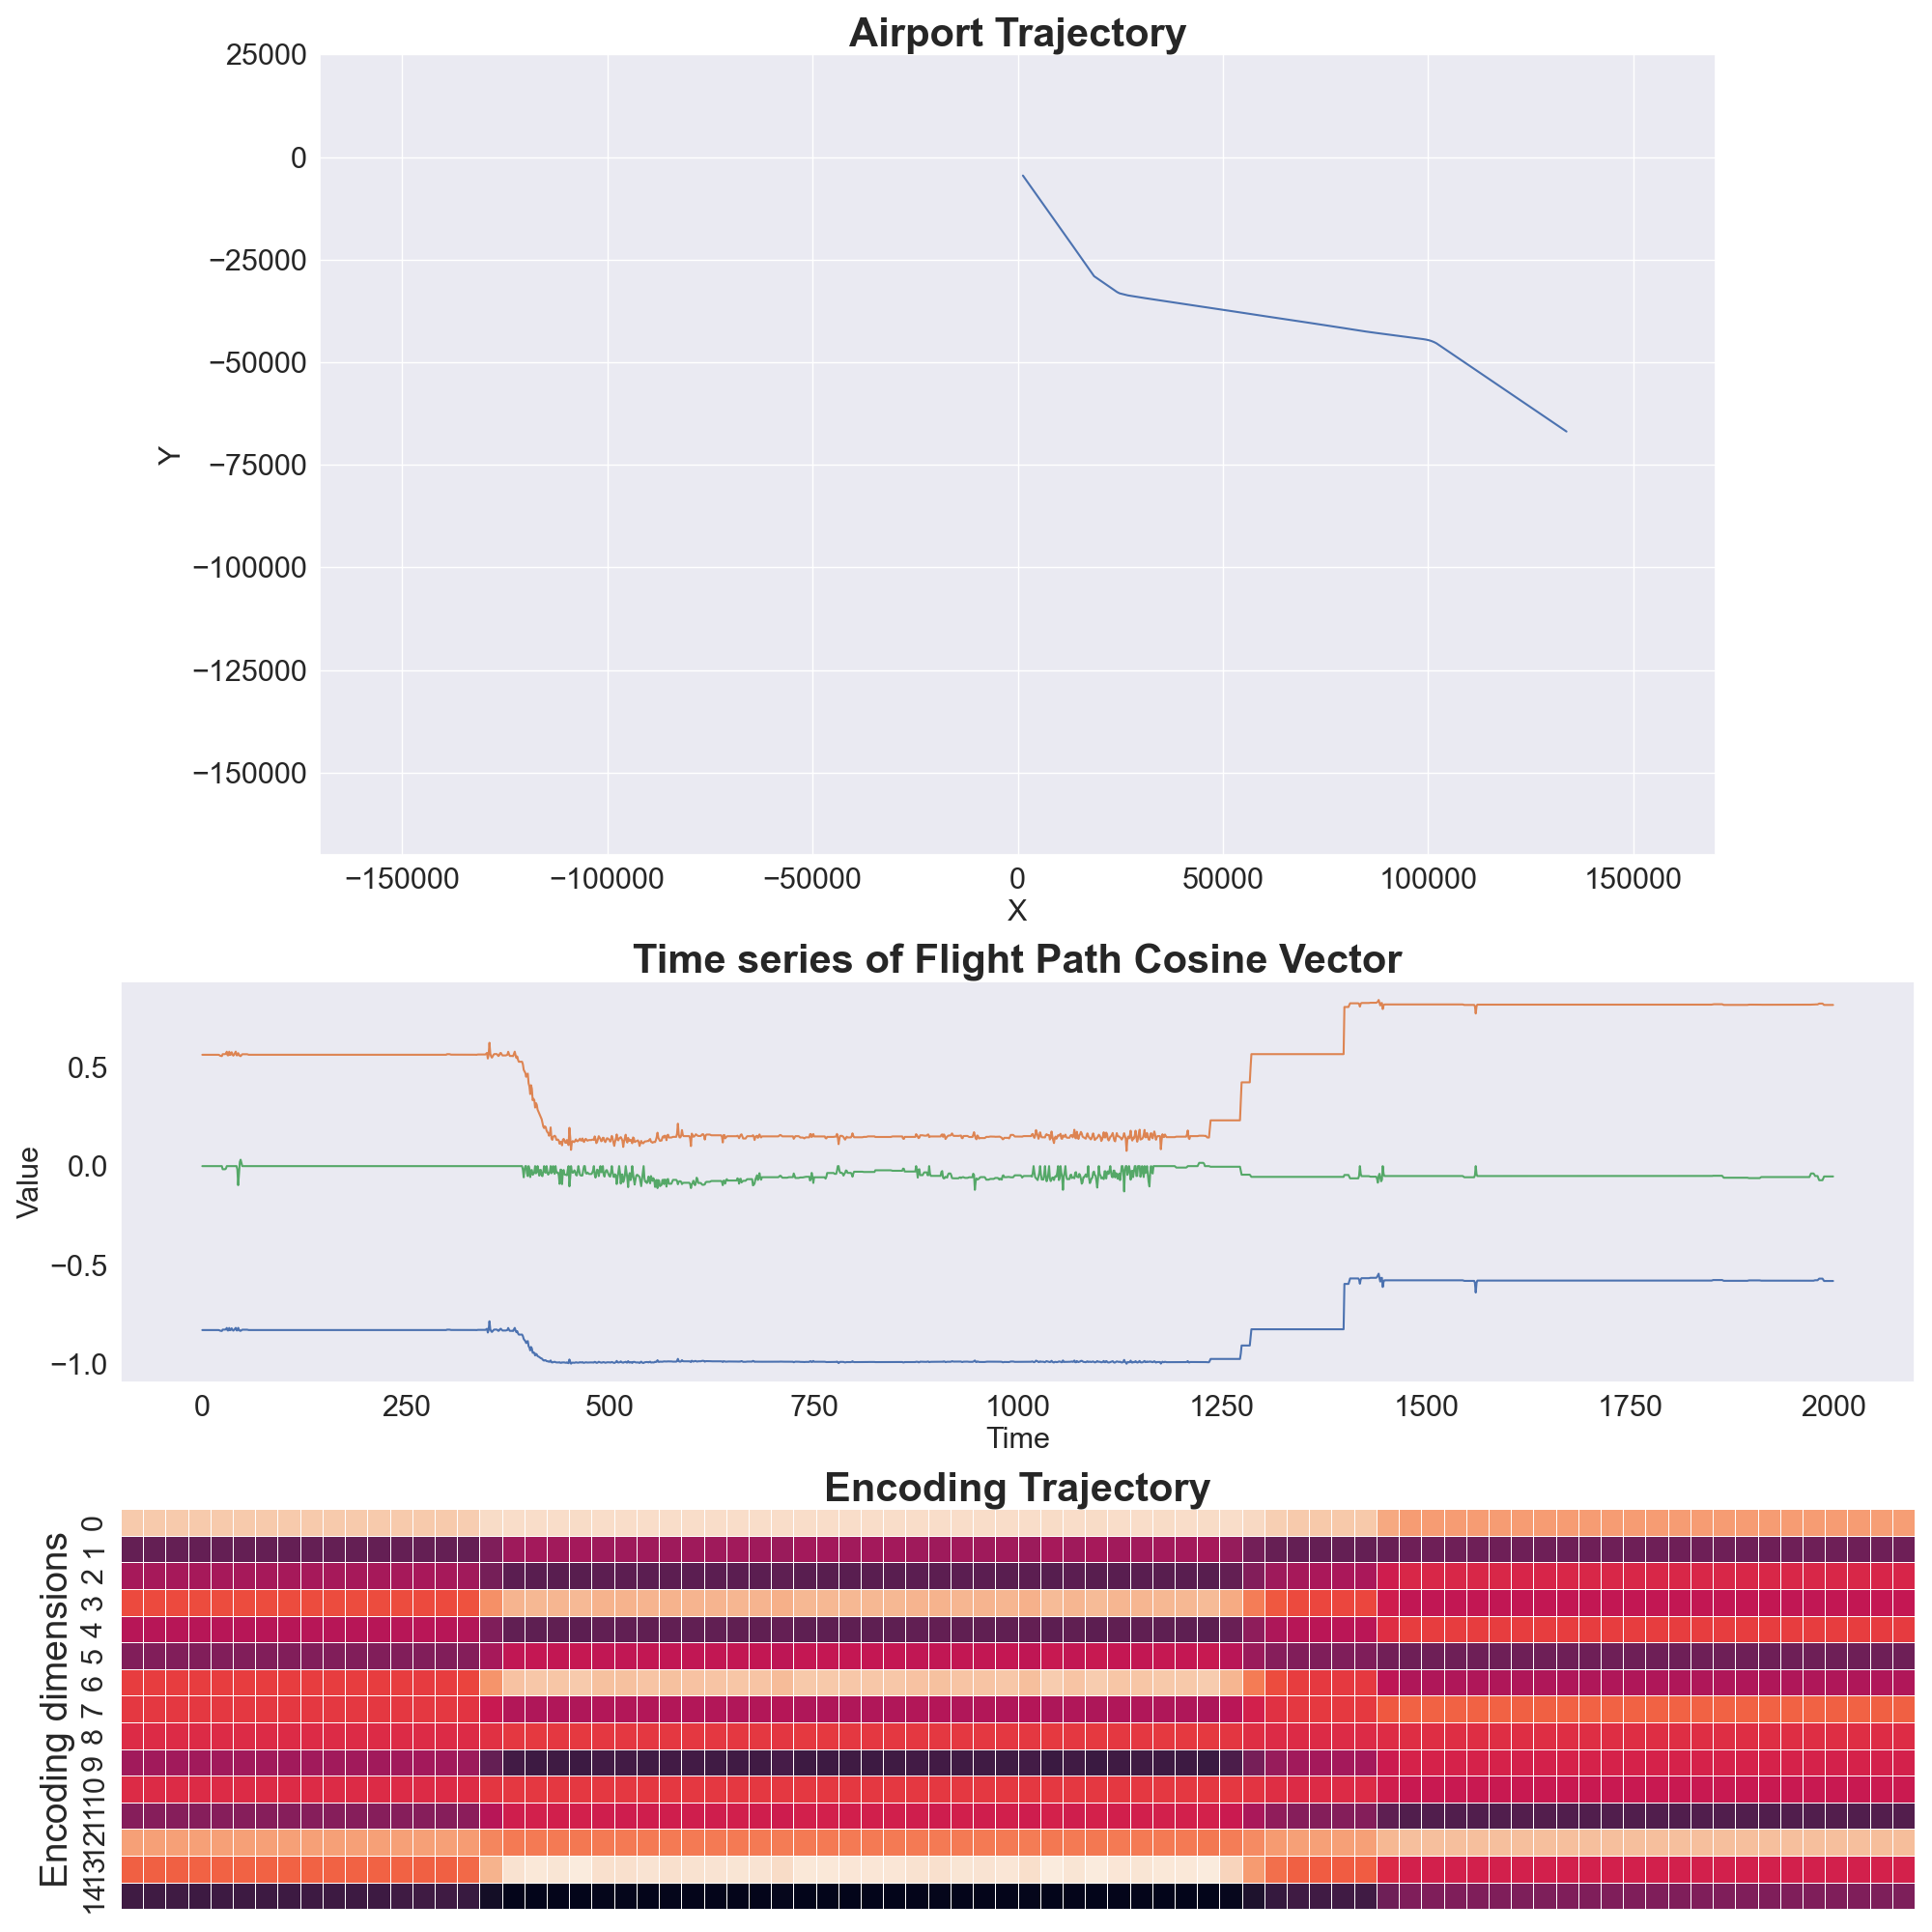 Airport Trajectory
25000
0
−25000
−50000
−75000
−100000
−125000
−150000
Y
−150000 −100000 −50000 0 50000 100000 150000
X
Time series of Flight Path Cosine Vector
0.5
0.0
−0.5
−1.0
Value
0 250 500 750 1000 1250 1500 1750 2000
Time
Encoding Trajectory
Encoding dimensions
0
1
2
3
4
5
6
7
8
9
10
11
12
13
14